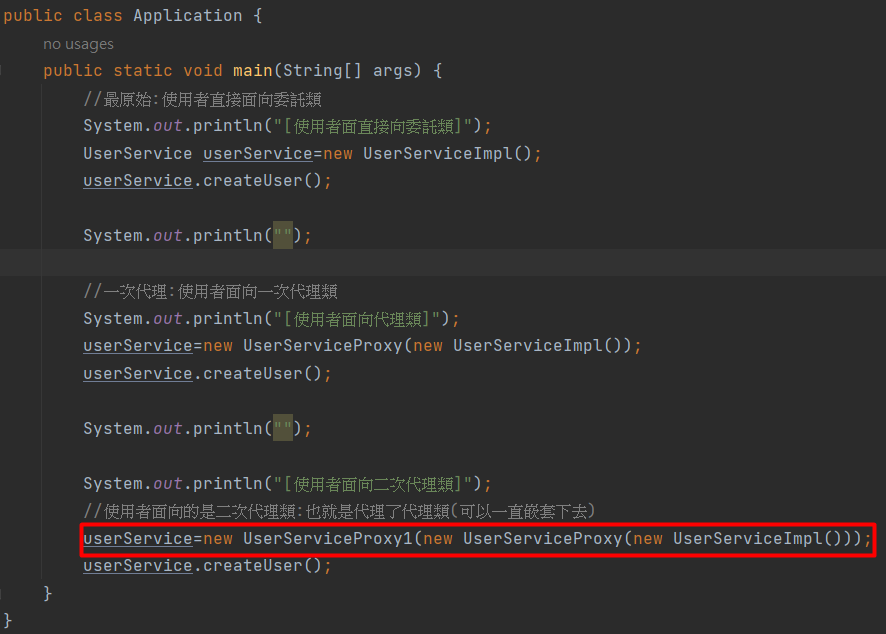 public class Application {
no usages
public static void main(String[] args) {
//最原始:使用者直接面向委託類
System.out.println("[使用者面直接向委託類]");
UserService userService=new UserServiceImpl();
userService.createUser();
System.out.println("");
//一次代理:使用者面向一次代理類
System.out.println("[使用者面向代理類]");
userService=new UserServiceProxy(new UserServiceImpl());
userService.createUser();
System.out.println("");
System.out.println("[使用者面向二次代理類]");
//使用者面向的是二次代理類:也就是代理了代理類(可以一直嵌套下去)
userService=new UserServiceProxy1(new UserServiceProxy(new UserServiceImpl()));
userService.createUser();
}
}